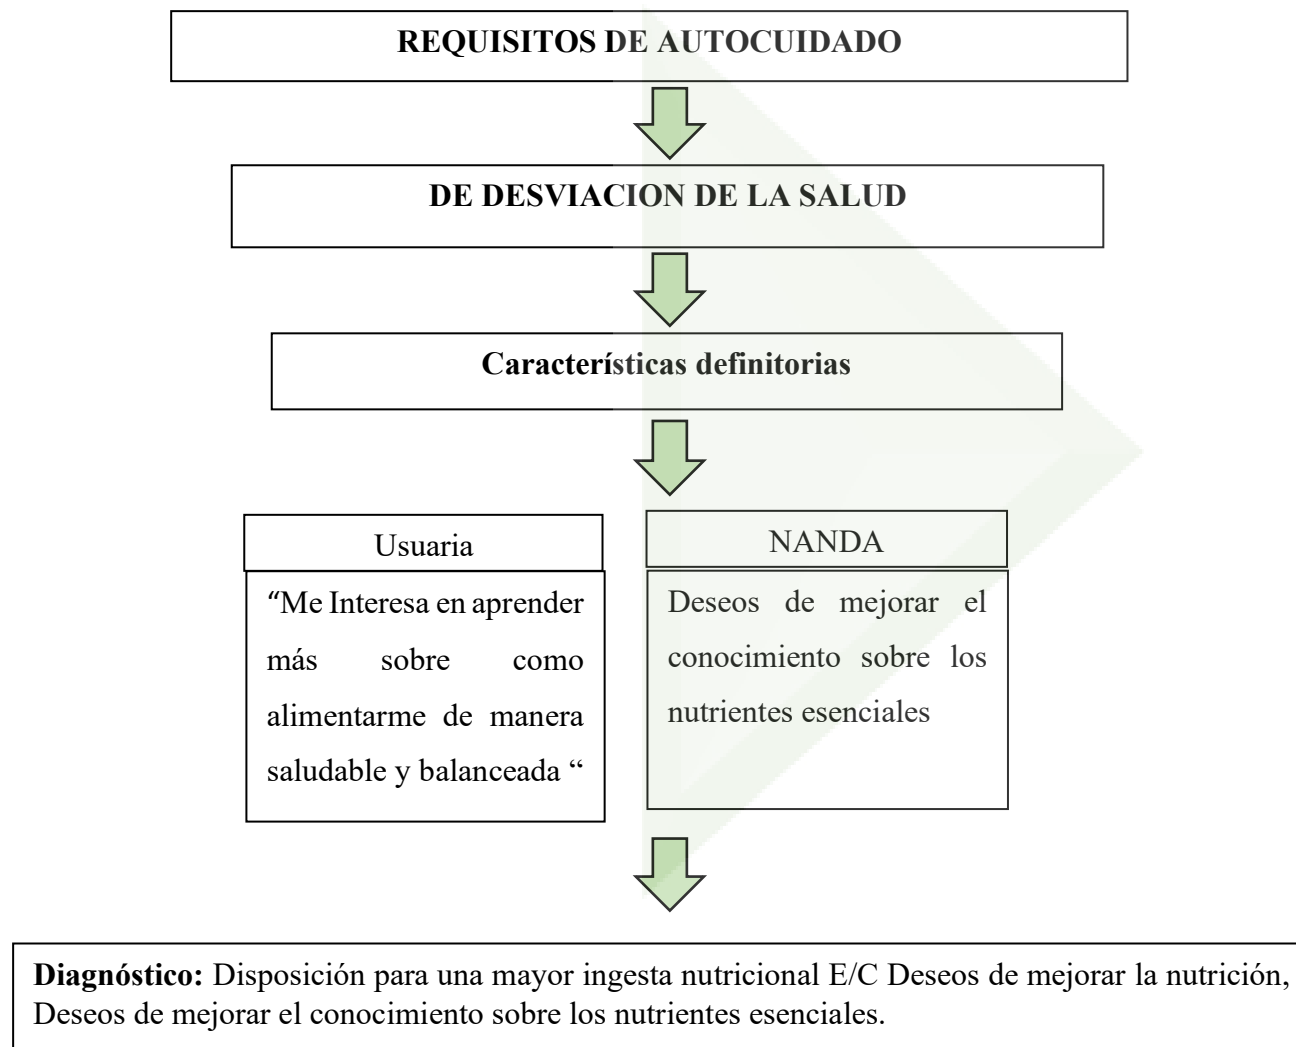 REQUISITOS DE AUTOCUIDADO
DE DESVIACION DE LA SALUD
Características definitorias
Usuaria
“Me Interesa en aprender
más sobre como
alimentarme de manera
saludable y balanceada “
NANDA
Deseos de mejorar el
conocimiento sobre los
nutrientes esenciales
Diagnóstico: Disposición para una mayor ingesta nutricional E/C Deseos de mejorar la nutrición,
Deseos de mejorar el conocimiento sobre los nutrientes esenciales.